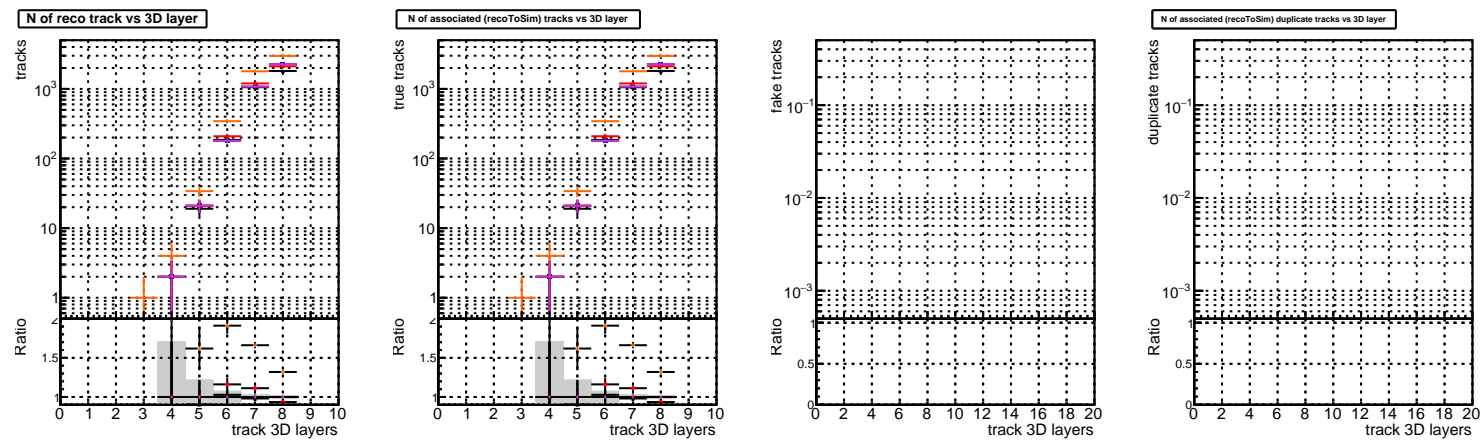 N of reco track vs 3D layer
tracks
10³
10²
10
1
Ratio
2
1.5
1
0 1 2 3 4 5 6 7 8 9 10
track 3D layers
N of associated (recoToSim) tracks vs 3D layer
true tracks
10³
10²
10
1
Ratio
2
1.5
1
0 1 2 3 4 5 6 7 8 9 10
track 3D layers
fake tracks
10⁻¹
10⁻²
10⁻³
Ratio
1
0.5
0
0 2 4 6 8 10 12 14 16 18 20
track 3D layers
N of associated (recoToSim) duplicate tracks vs 3D layer
duplicate tracks
10⁻¹
10⁻²
10⁻³
Ratio
1
0.5
0
0 2 4 6 8 10 12 14 16 18 20
track 3D layers